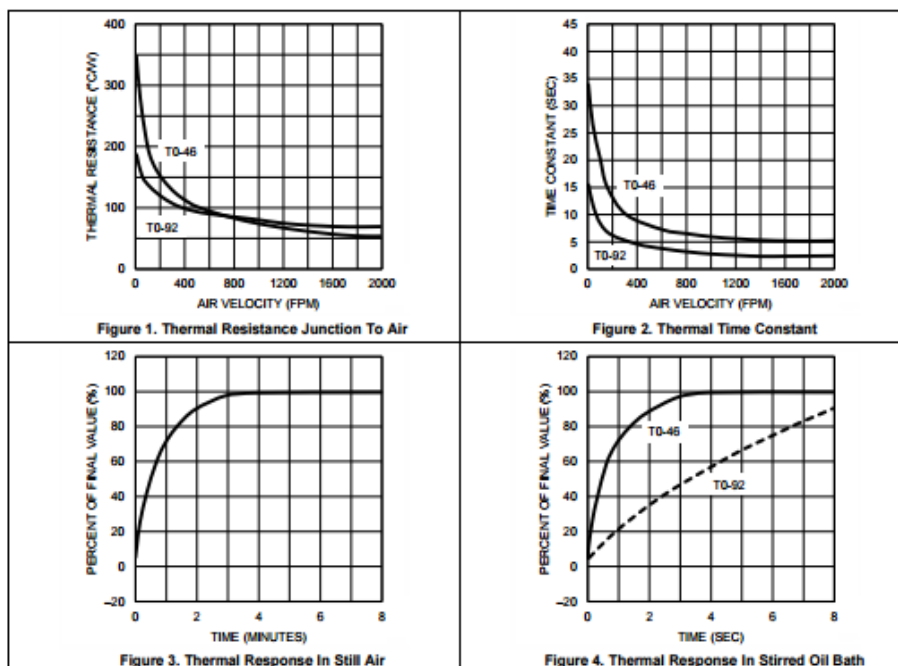 THERMAL RESISTANCE (°C/W)
400
300
200
100
0
T0-46
T0-92
0
400
800
1200
1600
2000
AIR VELOCITY (FPM)
Figure 1. Thermal Resistance Junction To Air
TIME CONSTANT (SEC)
45
40
35
30
25
20
15
10
5
0
T0-46
T0-92
0
400
800
1200
1600
2000
AIR VELOCITY (FPM)
Figure 2. Thermal Time Constant
PERCENT OF FINAL VALUE (%)
120
100
80
60
40
20
0
–20
0
2
4
6
8
TIME (MINUTES)
Figure 3. Thermal Response In Still Air
PERCENT OF FINAL VALUE (%)
120
100
80
60
40
20
0
–20
T0-46
T0-92
0
2
4
6
8
TIME (SEC)
Figure 4. Thermal Response In Stirred Oil Bath